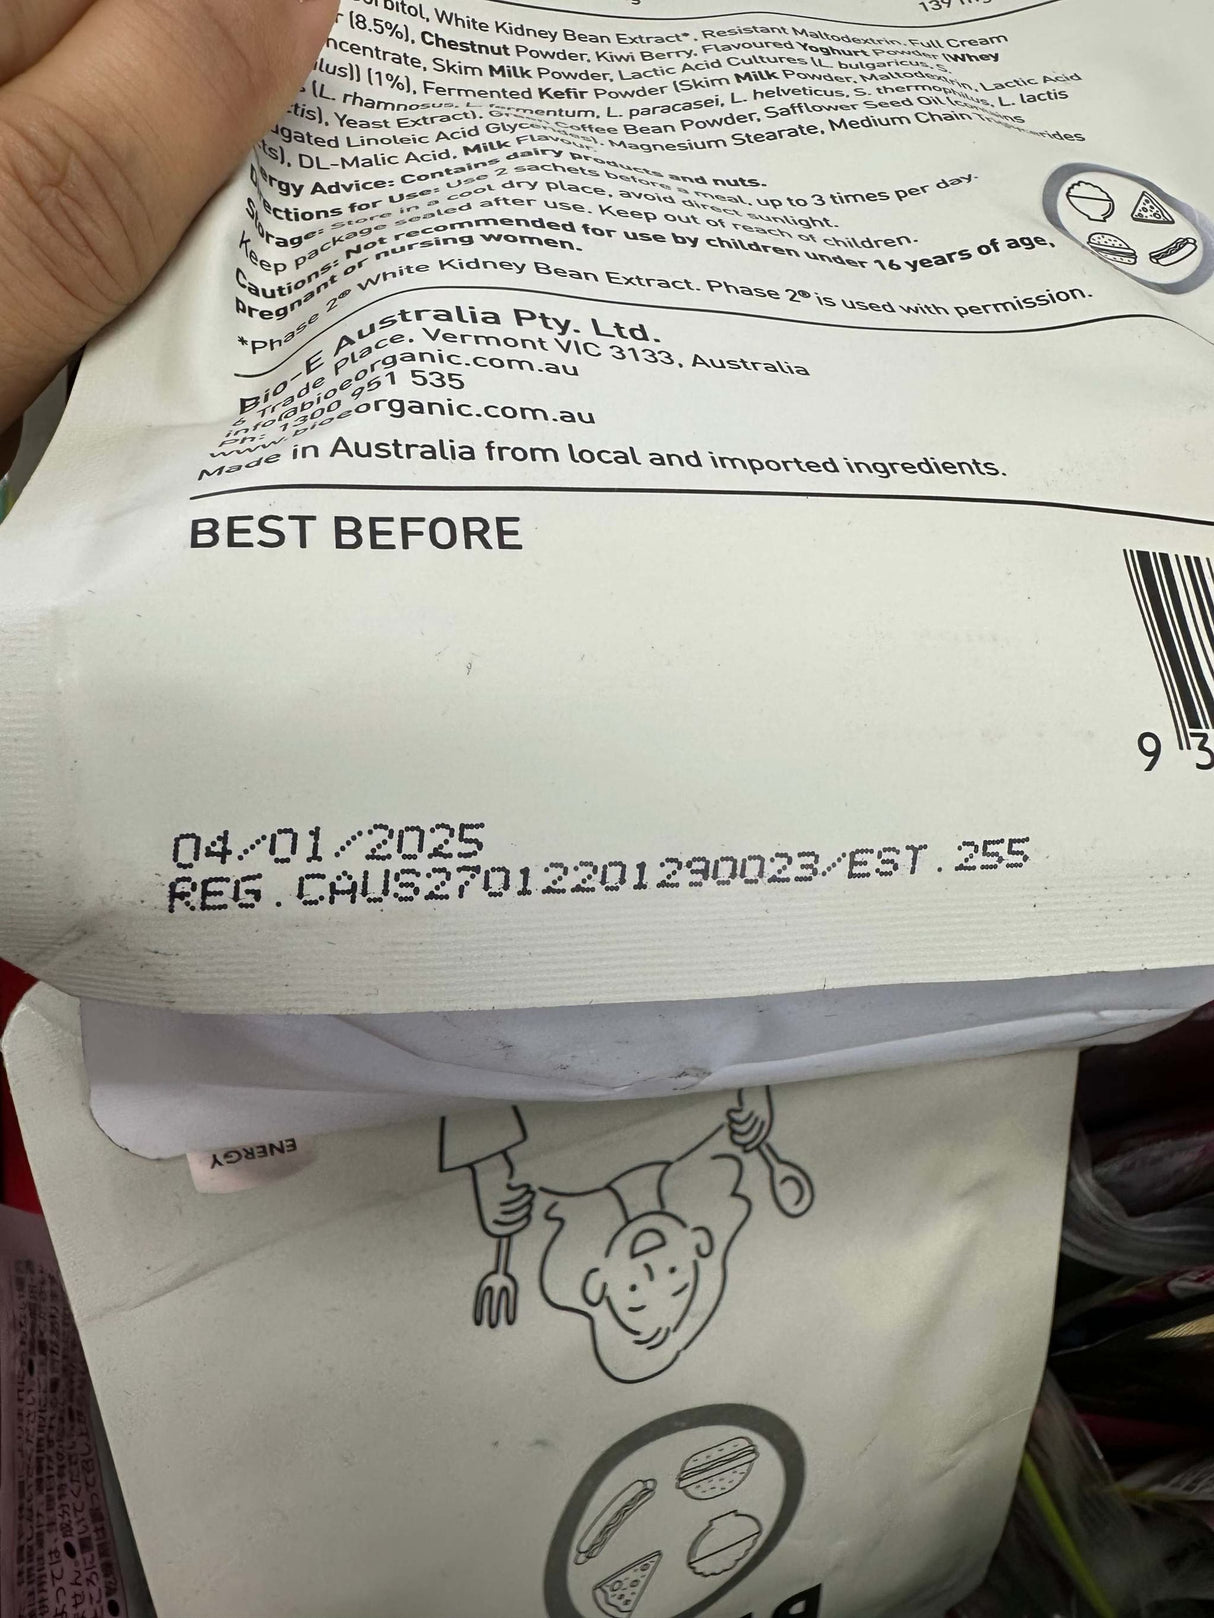 139
White Kidney Bean Extract*, Resistant Maltodextrin, Full Cream
(8.5%), Chestnut Powder, Kiwi Berry, Flavoured Yoghurt Powder (Whey
Skim Milk Powder, Lactic Acid Cultures (L. bulgaricus, S.
(1%), Fermented Kefir Powder (Skim Milk Powder, Maltodextrin, Lactic Acid
(L. rhamnosus, L. fermentum, L. paracasei, L. helveticus, S. thermophilus, L. lactis
Yeast Extract), Green Coffee Bean Powder, Safflower Seed Oil (contains
Linoleic Acid Glycerides), Magnesium Stearate, Medium Chain Triglycerides
DL-Malic Acid, Milk Flavour.
Advice: Contains dairy products and nuts.
Directions for Use: Use 2 sachets before a meal, up to 3 times per day.
Storage: Store in a cool dry place, avoid direct sunlight.
Keep package sealed after use. Keep out of reach of children.
Cautions: Not recommended for use by children under 16 years of age,
pregnant or nursing women.
*Phase 2® White Kidney Bean Extract. Phase 2® is used with permission.
Bio-E Australia Pty. Ltd.
6 Trade Place, Vermont VIC 3133, Australia
info@bioeorganic.com.au
Ph: 1300 951 535
www.bioeorganic.com.au
Made in Australia from local and imported ingredients.
BEST BEFORE
9 3
04/01/2025
REG.CAUS270122201290023/EST.255
ENERGY